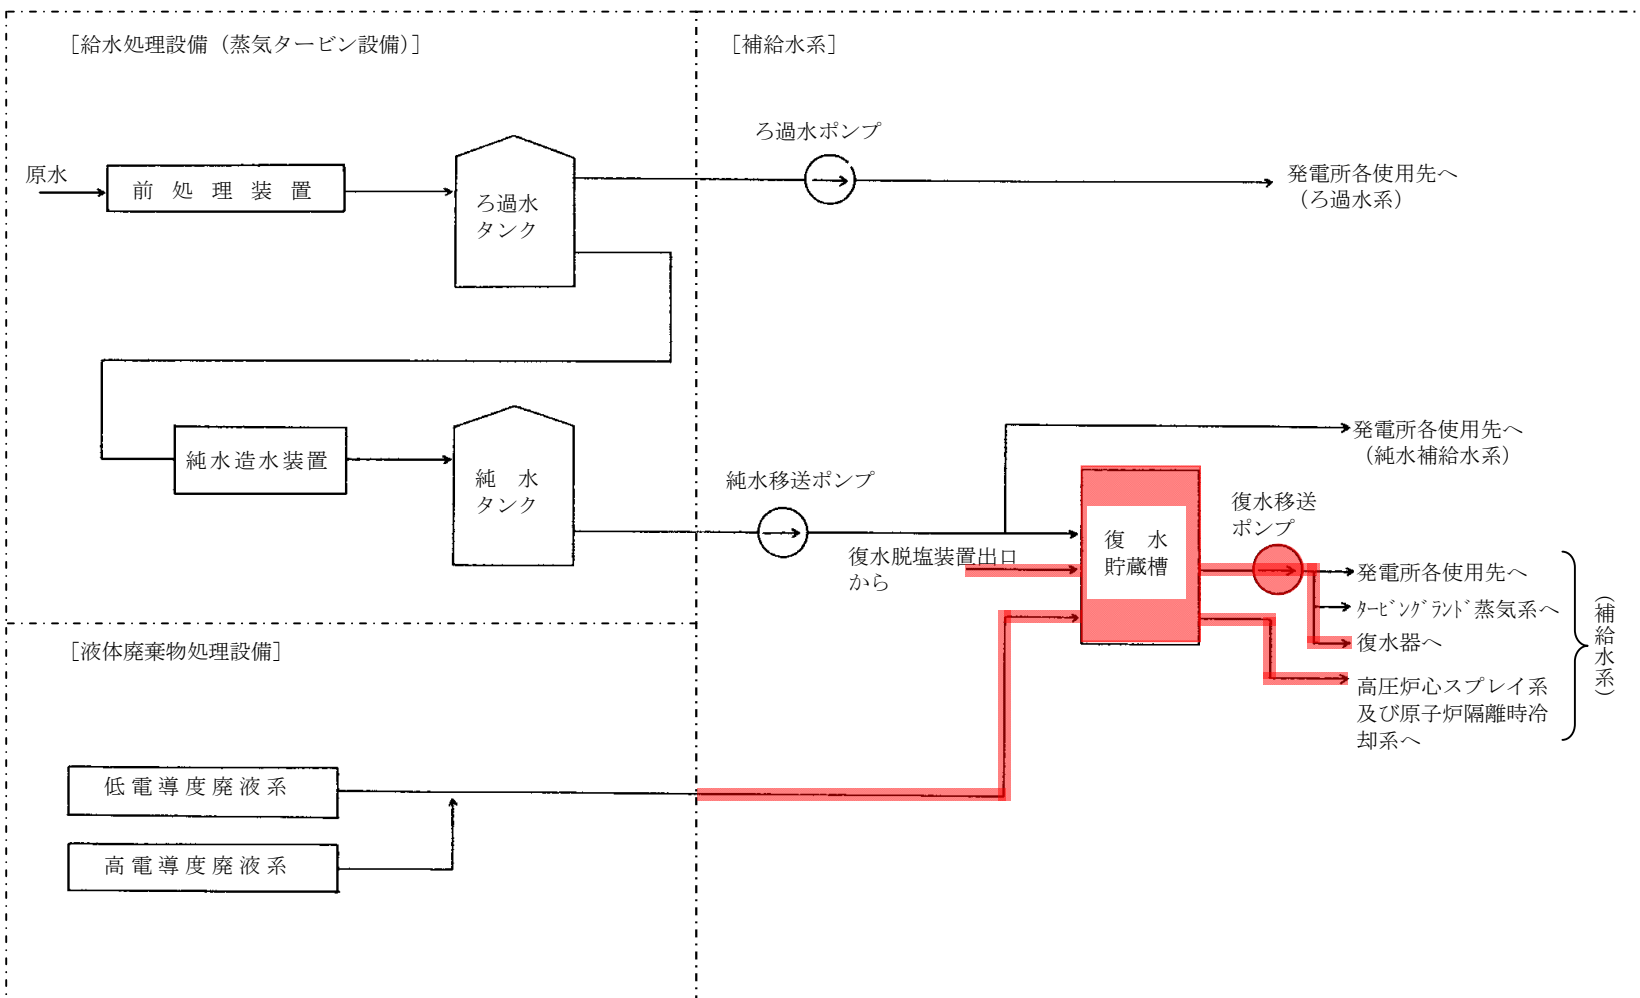 ［給水処理設備（蒸気タービン設備）］
［補給水系］
ろ過水ポンプ
原水
前処理装置
ろ過水
タンク
発電所各使用先へ
（ろ過水系）
純水造水装置
純水
タンク
純水移送ポンプ
発電所各使用先へ
（純水補給水系）
復水脱塩装置出口
から
復水
貯蔵槽
復水移送
ポンプ
発電所各使用先へ
ﾀｰﾋﾞﾝｸﾞﾗﾝﾄﾞ蒸気系へ
復水器へ
高圧炉心スプレイ系
及び原子炉隔離時冷
却系へ
（補給水系）
［液体廃棄物処理設備］
低電導度廃液系
高電導度廃液系